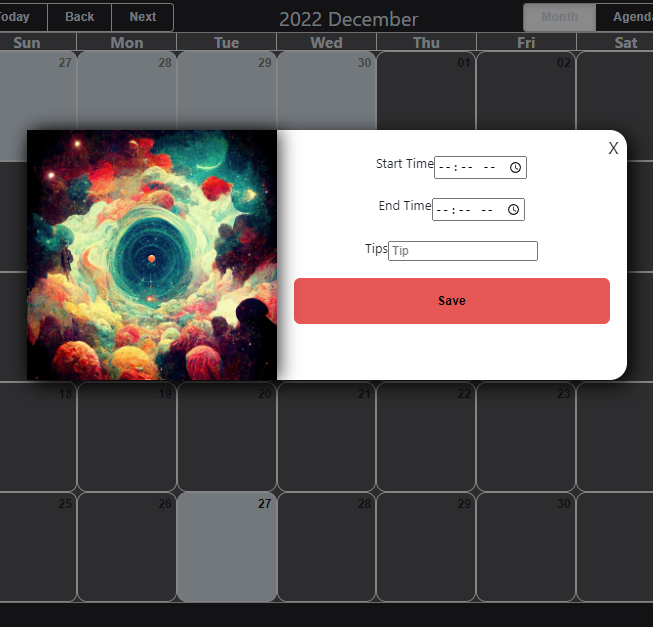 Today Back Next 2022 December Month Agenda
Sun Mon Tue Wed Thu Fri Sat
27 28 29 30 01 02
X
Start Time --:-- --
End Time --:-- --
Tips Tip
Save
18 19 20 21 22 23
25 26 27 28 29 30